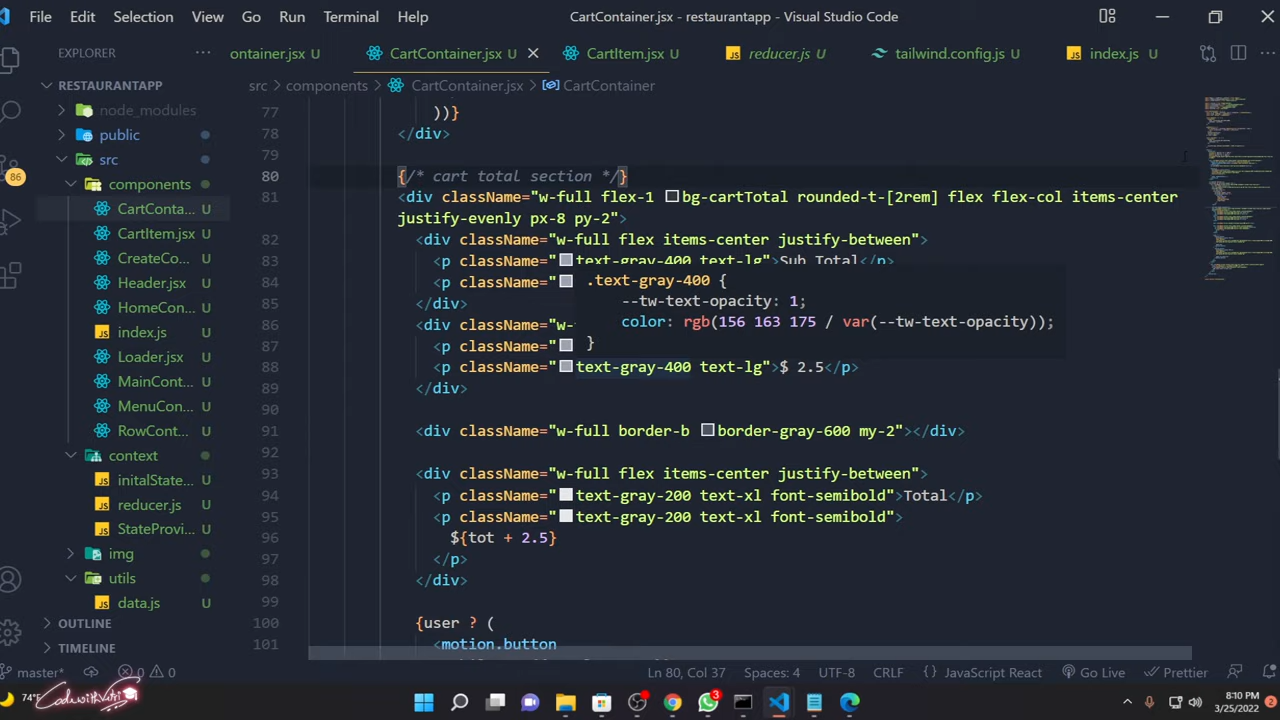 File Edit Selection View Go Run Terminal Help CartContainer.jsx - restaurantapp - Visual Studio Code
EXPLORER
ontainer.jsx U CartContainer.jsx U CartItem.jsx U reducer.js U tailwind.config.js U index.js U
RESTAURANTAPP
src components CartContainer.jsx CartContainer
node_modules
public
src
components
CartConta... U
CartItem.jsx U
CreateCo... U
Header.jsx U
HomeCon... U
index.js U
Loader.jsx U
MainCont... U
MenuCon... U
RowCont... U
context
initalState... U
reducer.js U
StateProvi... U
img
utils
data.js U
OUTLINE
TIMELINE
77 ))}
78 </div>
79
80 {/* cart total section */}
81 <div className="w-full flex-1 bg-cartTotal rounded-t-[2rem] flex flex-col items-center
justify-evenly px-8 py-2">
82 <div className="w-full flex items-center justify-between">
83 <p className="text-gray-400 text-lg">Sub Total</p>
84 <p className="
85 </div>
86 <div className="w-
87 <p className="
88 <p className="text-gray-400 text-lg">$ 2.5</p>
89 </div>
90
91 <div className="w-full border-b border-gray-600 my-2"></div>
92
93 <div className="w-full flex items-center justify-between">
94 <p className="text-gray-200 text-xl font-semibold">Total</p>
95 <p className="text-gray-200 text-xl font-semibold">
96 ${tot + 2.5}
97 </p>
98 </div>
99
100 {user ? (
101 <motion.button
.text-gray-400 {
--tw-text-opacity: 1;
color: rgb(156 163 175 / var(--tw-text-opacity));
}
86
master* 0 0 Ln 80, Col 37 Spaces: 4 UTF-8 CRLF JavaScript React Go Live Prettier
74°F
3
8:10 PM
3/25/2022
2